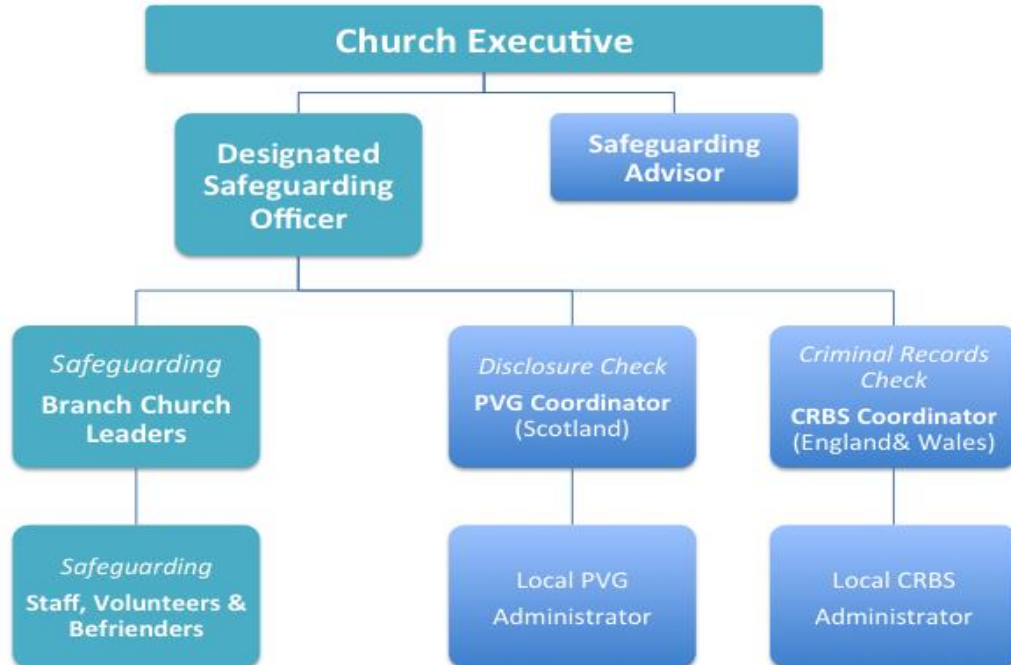 Church Executive
Designated
Safeguarding
Officer
Safeguarding
Advisor
Safeguarding
Branch Church
Leaders
Disclosure Check
PVG Coordinator
(Scotland)
Criminal Records
Check
CRBS Coordinator
(England& Wales)
Safeguarding
Staff, Volunteers &
Befrienders
Local PVG
Administrator
Local CRBS
Administrator